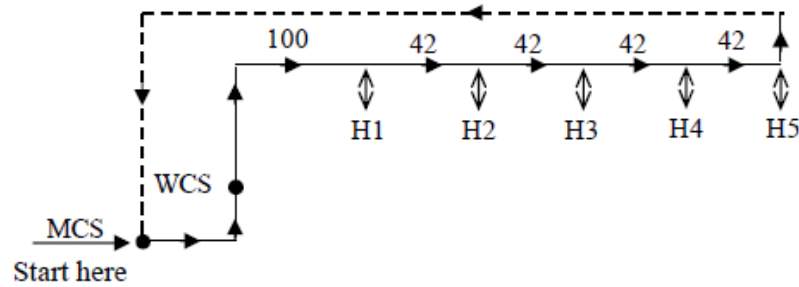 100 42 42 42 42
H1 H2 H3 H4 H5
WCS
MCS
Start here